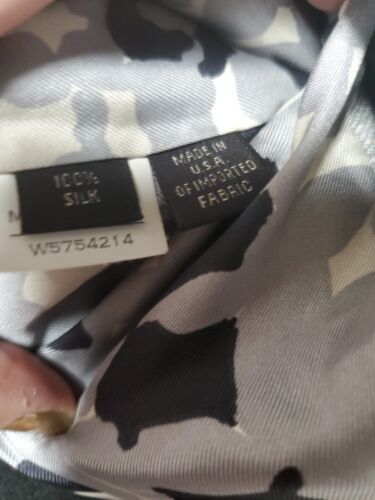 100%
SILK
M
W5754214
MADE IN
U.S.A.
OF IMPORTED
FABRIC